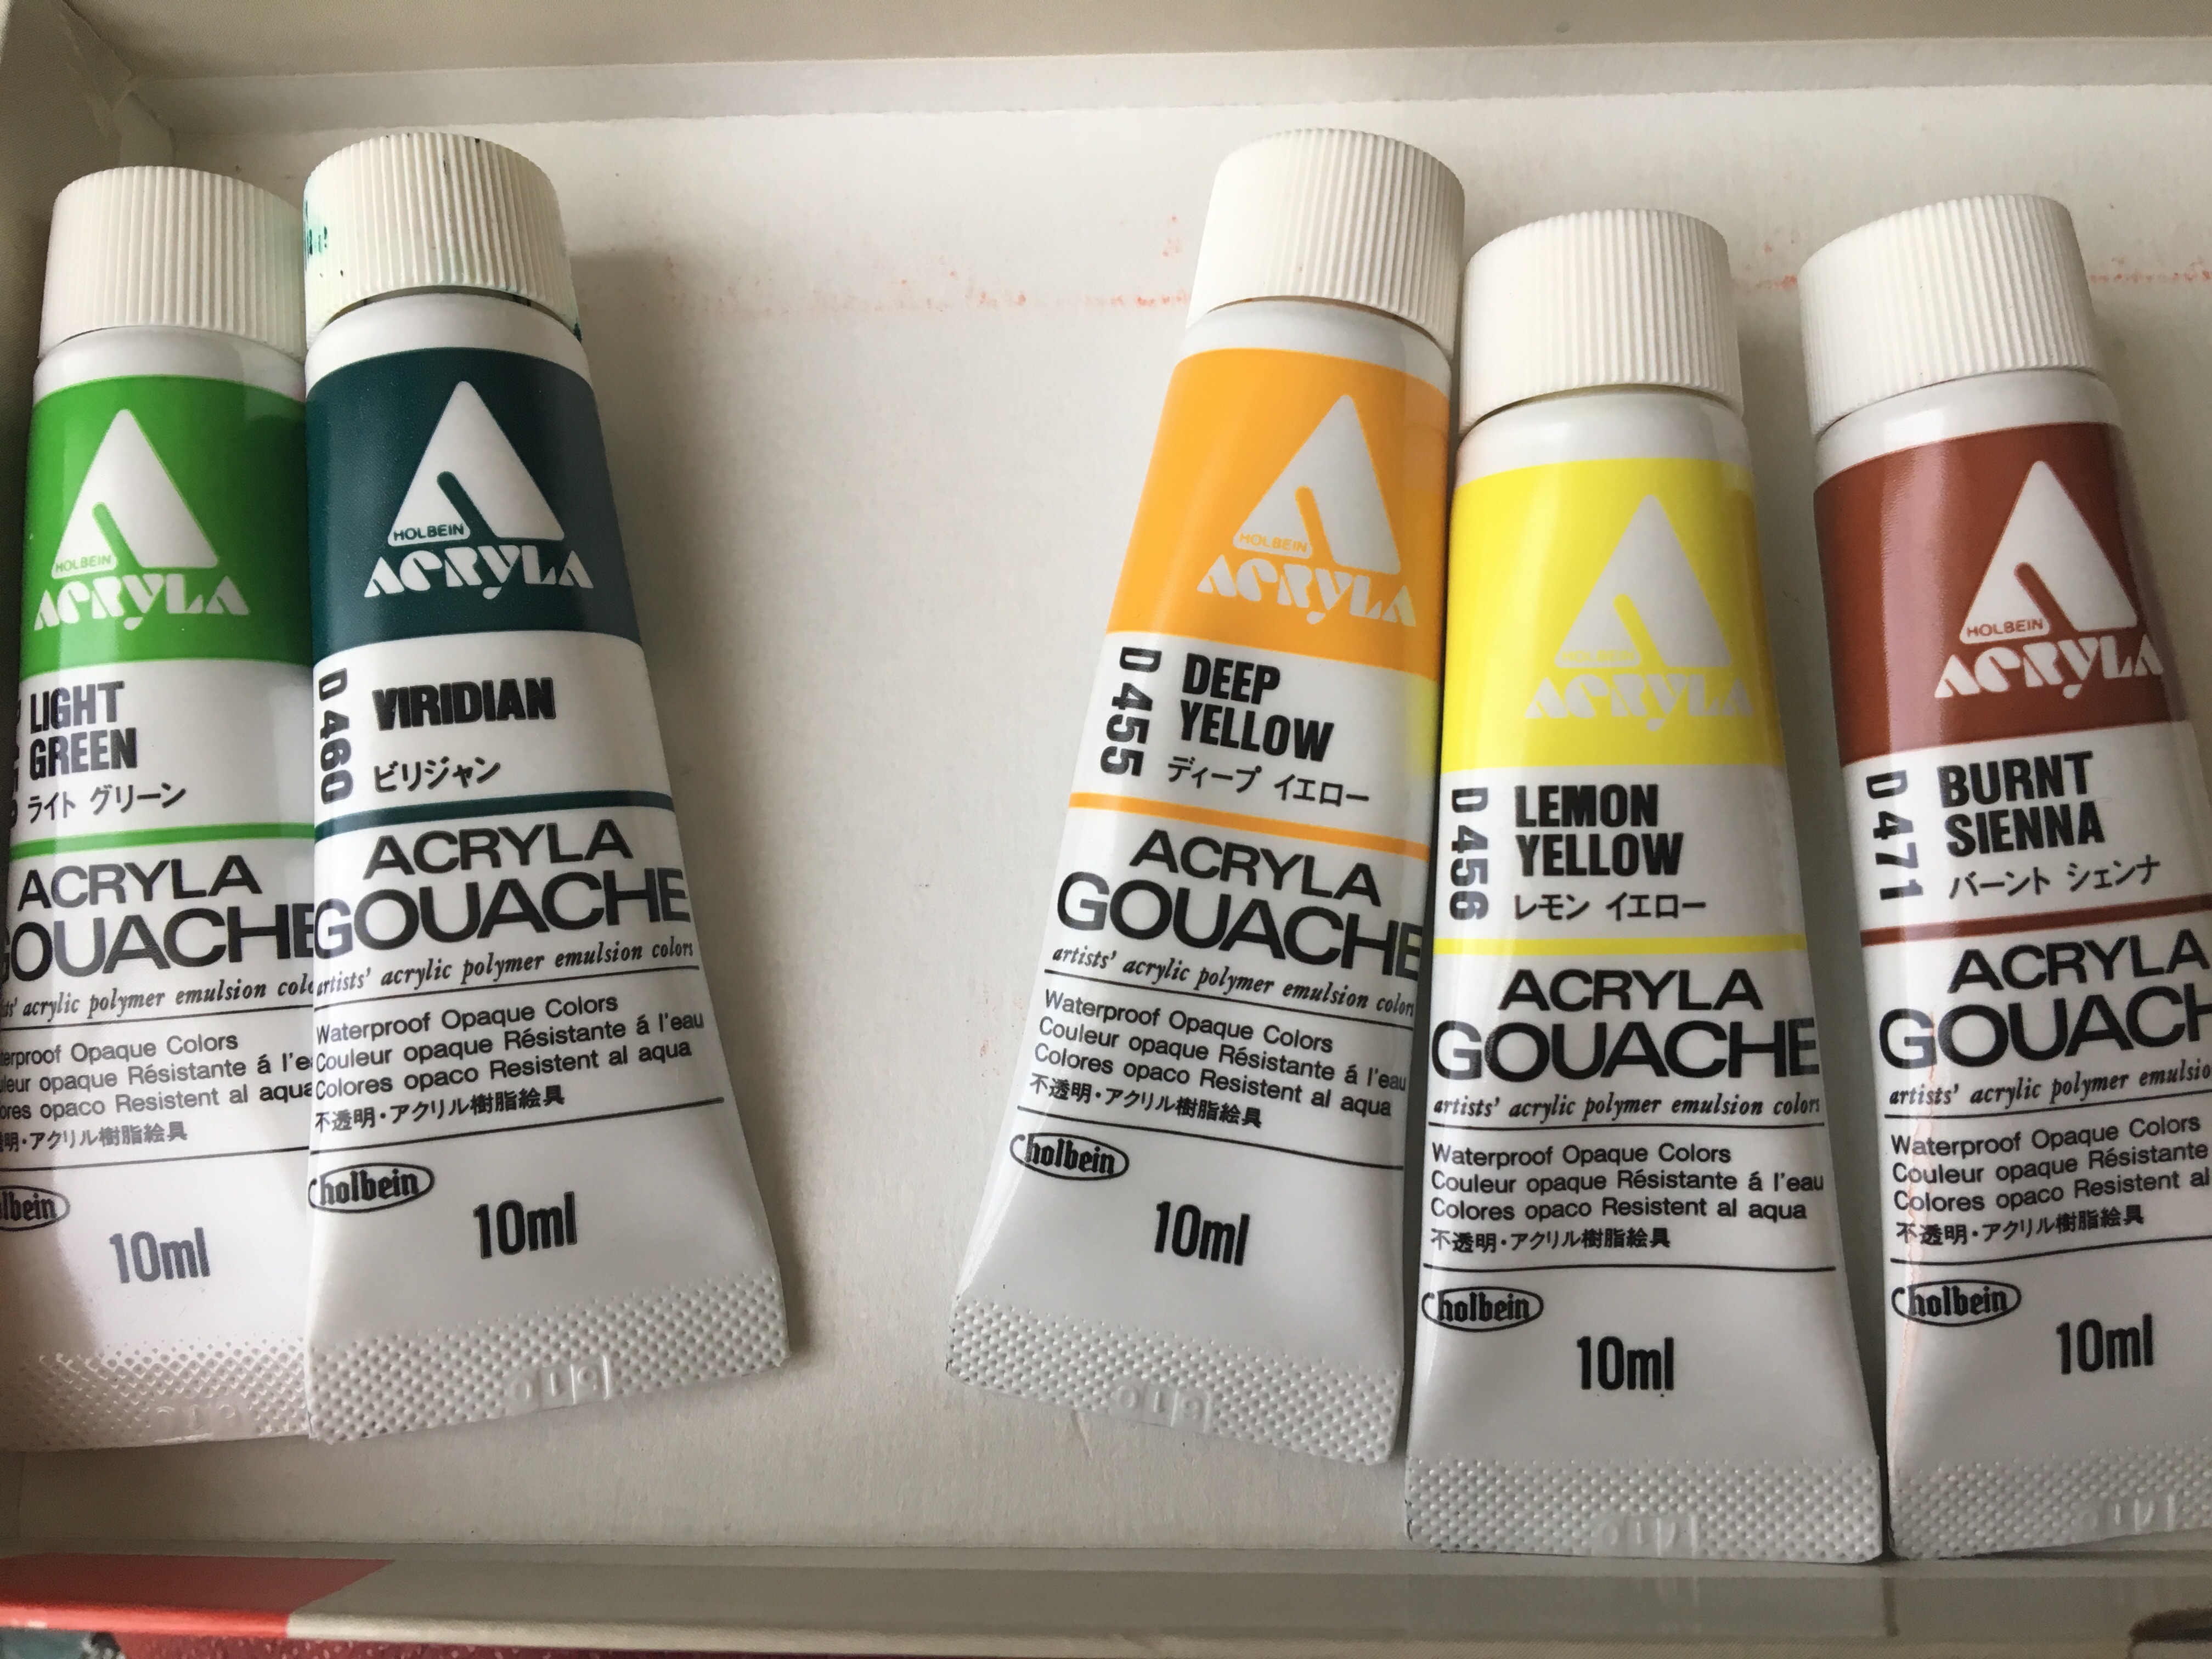 HOLBEIN
ACRYLA
LIGHT
GREEN
ライト グリーン
ACRYLA
GOUACHE
acrylic polymer emulsion
Opaque Colors
opaque Résistante á
opaco Resistent al aqua
アクリル樹脂絵具
10ml
HOLBEIN
ACRYLA
D460
VIRIDIAN
ビリジャン
ACRYLA
GOUACHE
artists' acrylic polymer emulsion colors
Waterproof Opaque Colors
Couleur opaque Résistante á l'eau
Colores opaco Resistent al aqua
不透明・アクリル樹脂絵具
holbein
10ml
HOLBEIN
ACRYLA
D455
DEEP
YELLOW
ディープ イエロー
ACRYLA
GOUACHE
artists' acrylic polymer emulsion colors
Waterproof Opaque Colors
Couleur opaque Résistante á l'eau
Colores opaco Resistent al aqua
不透明・アクリル樹脂絵具
holbein
10ml
HOLBEIN
ACRYLA
D456
LEMON
YELLOW
レモン イエロー
ACRYLA
GOUACHE
artists' acrylic polymer emulsion colors
Waterproof Opaque Colors
Couleur opaque Résistante á l'eau
Colores opaco Resistent al aqua
不透明・アクリル樹脂絵具
holbein
10ml
HOLBEIN
ACRYLA
D471
BURNT
SIENNA
バーント シェンナ
ACRYLA
GOUACH
artists' acrylic polymer
Waterproof Opaque Colors
Couleur opaque Résistante
Colores opaco Resistent al
不透明・アクリル樹脂絵具
holbein
10ml